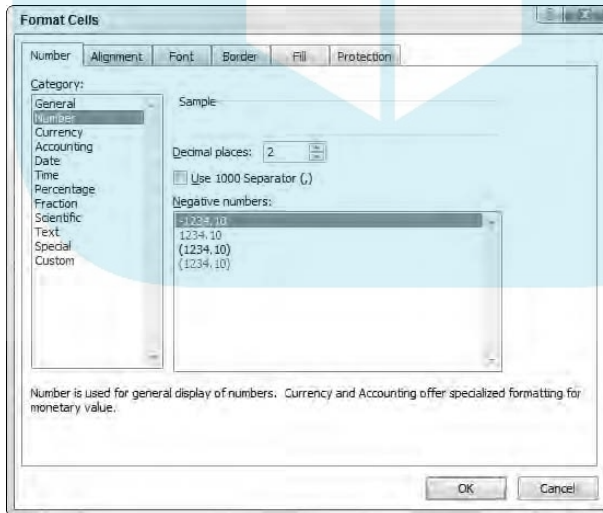 Format Cells
Number Alignment Font Border Fill Protection
Category:
General
Number
Currency
Accounting
Date
Time
Percentage
Fraction
Scientific
Text
Special
Custom
Sample
Decimal places: 2
Use 1000 Separator (,)
Negative numbers:
-1234.10
1234.10
(1234.10)
(1234.10)
Number is used for general display of numbers. Currency and Accounting offer specialized formatting for
monetary value.
OK Cancel